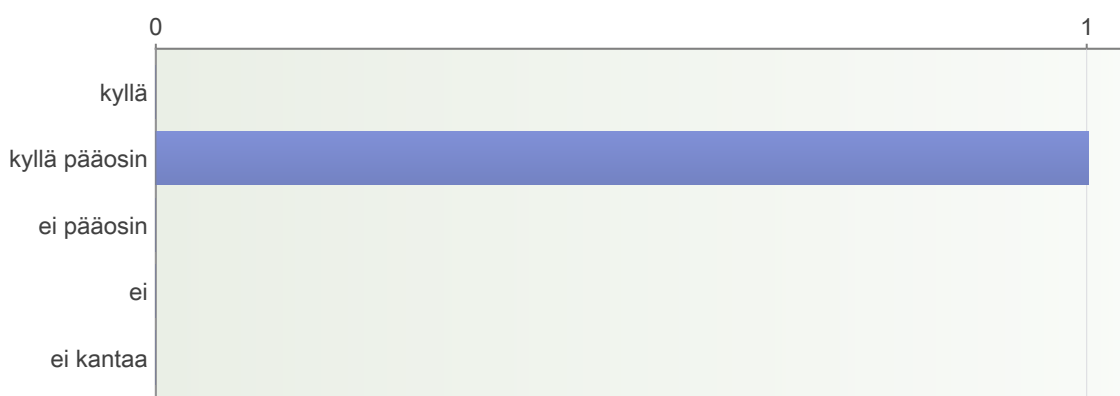 0 1
kyllä
kyllä pääosin
ei pääosin
ei
ei kantaa